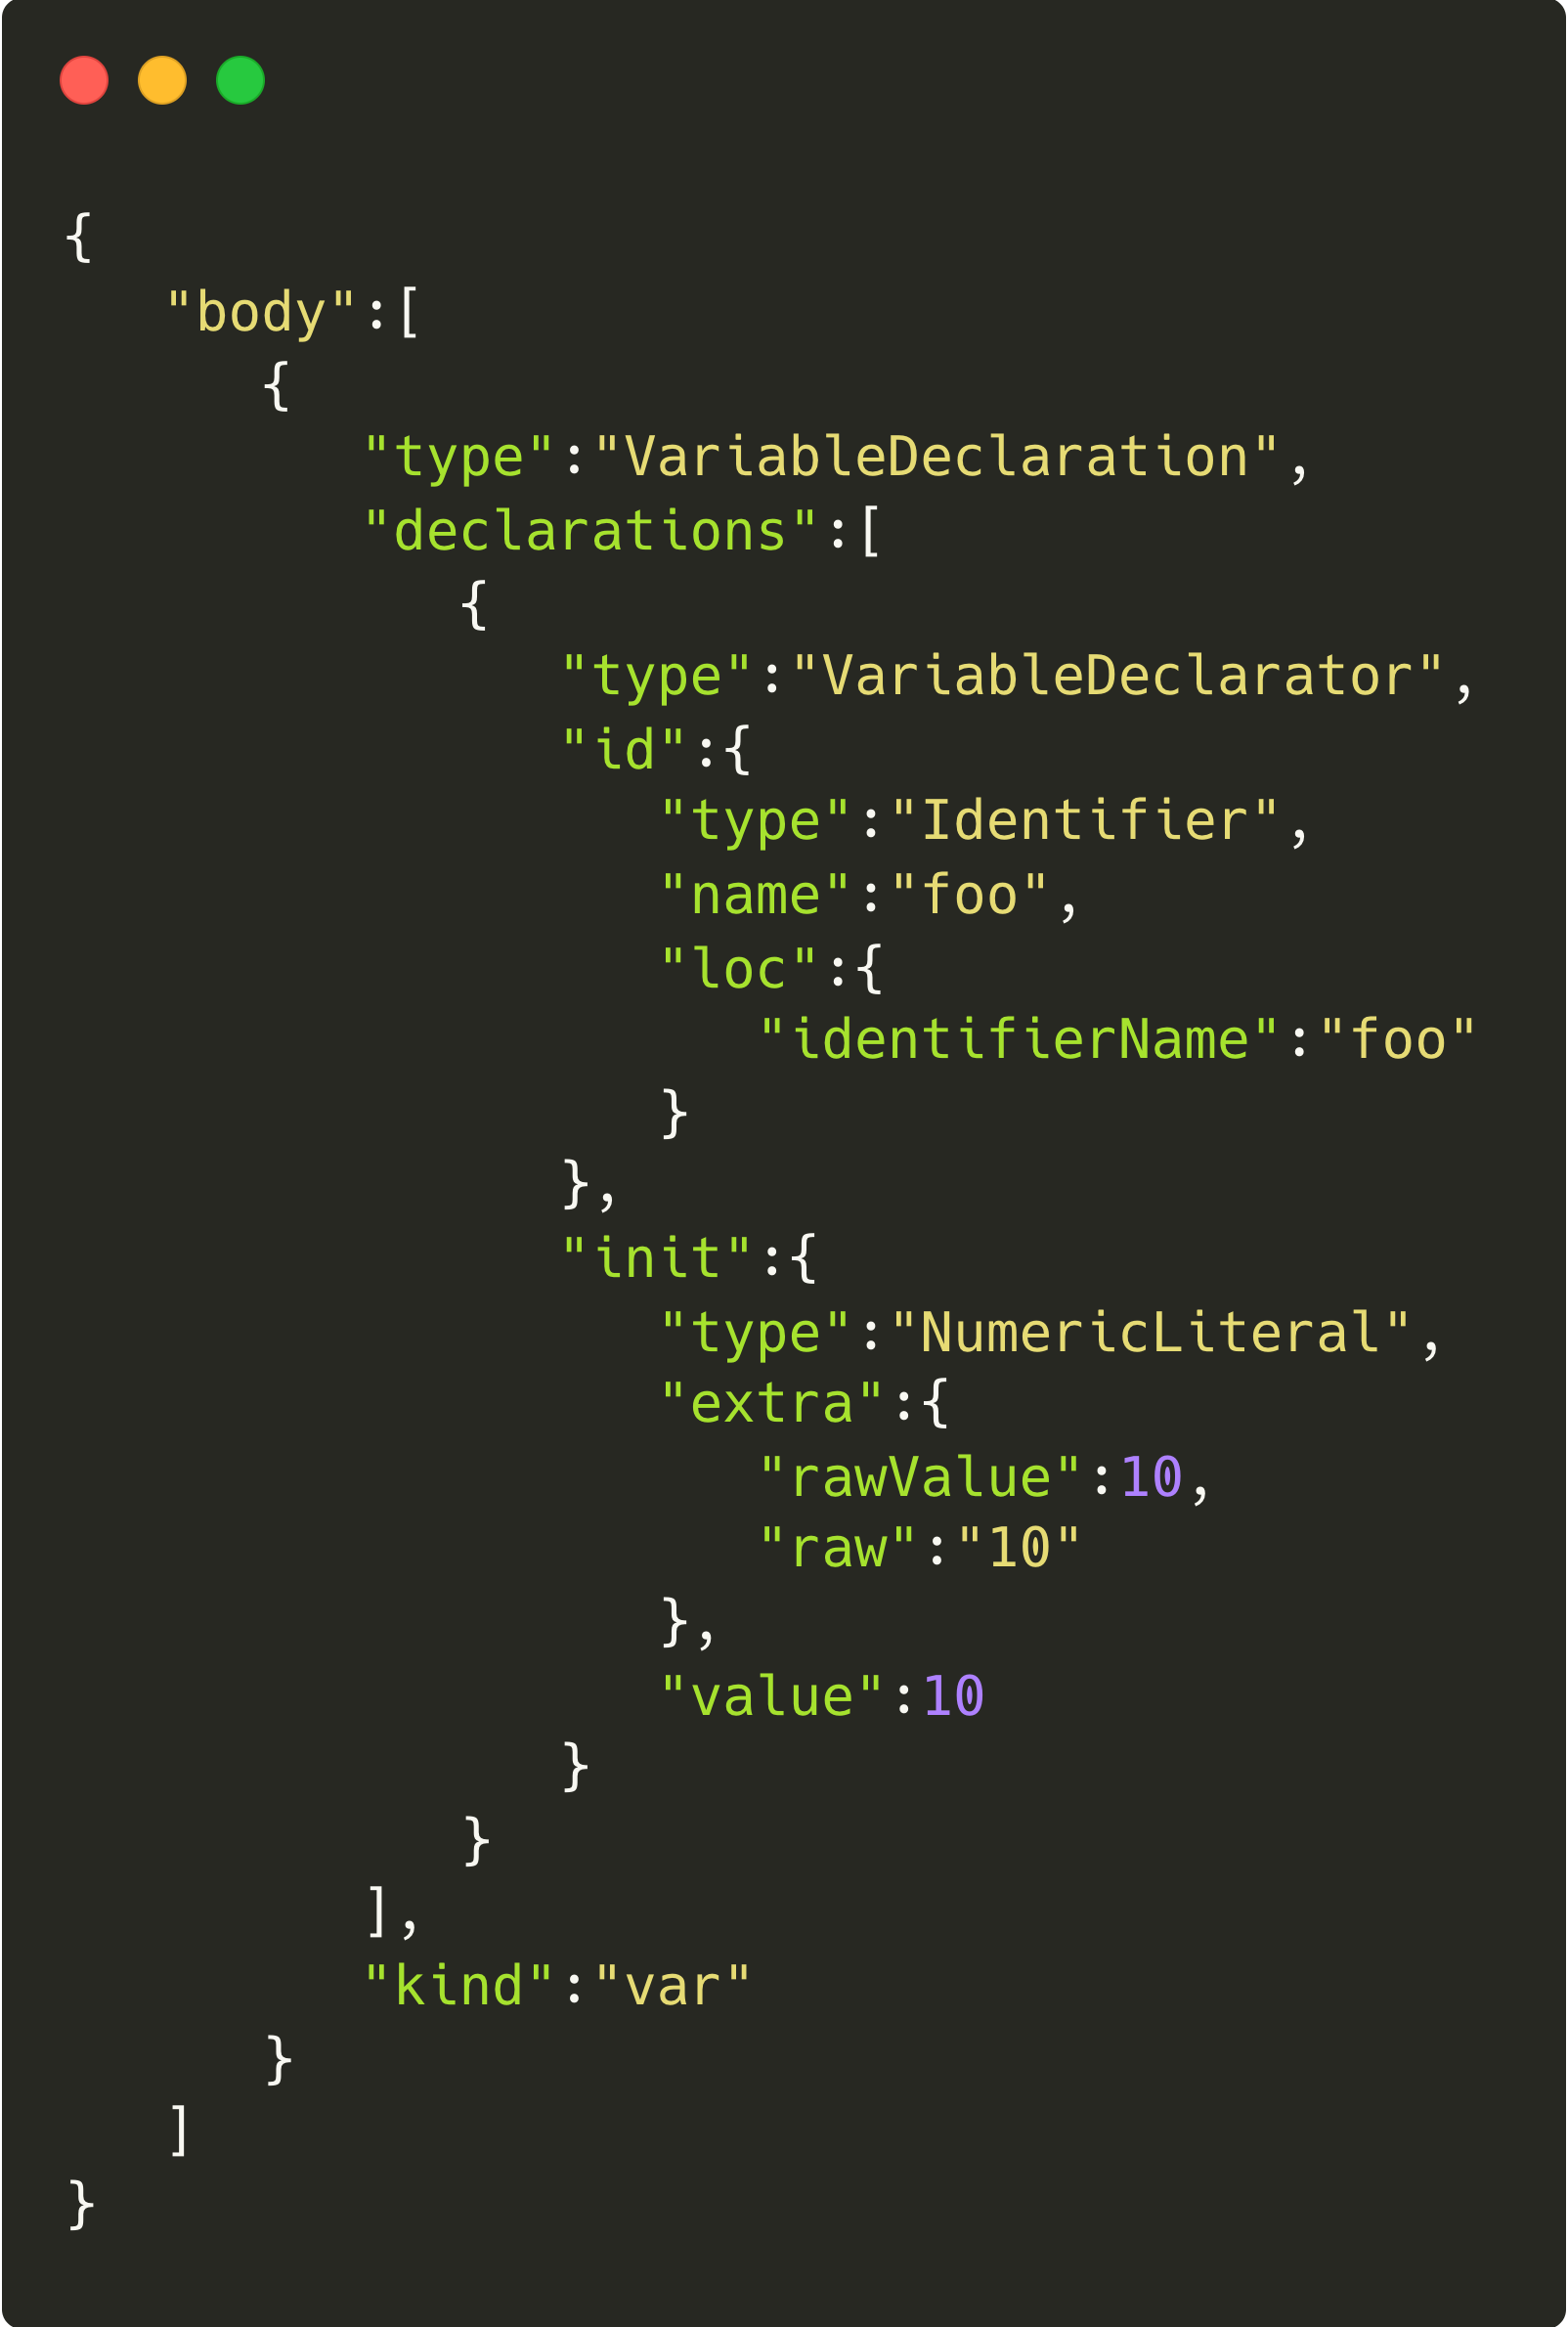 {
   "body":[
      {
         "type":"VariableDeclaration",
         "declarations":[
            {
               "type":"VariableDeclarator",
               "id":{
                  "type":"Identifier",
                  "name":"foo",
                  "loc":{
                     "identifierName":"foo"
                  }
               },
               "init":{
                  "type":"NumericLiteral",
                  "extra":{
                     "rawValue":10,
                     "raw":"10"
                  },
                  "value":10
               }
            }
         ],
         "kind":"var"
      }
   ]
}